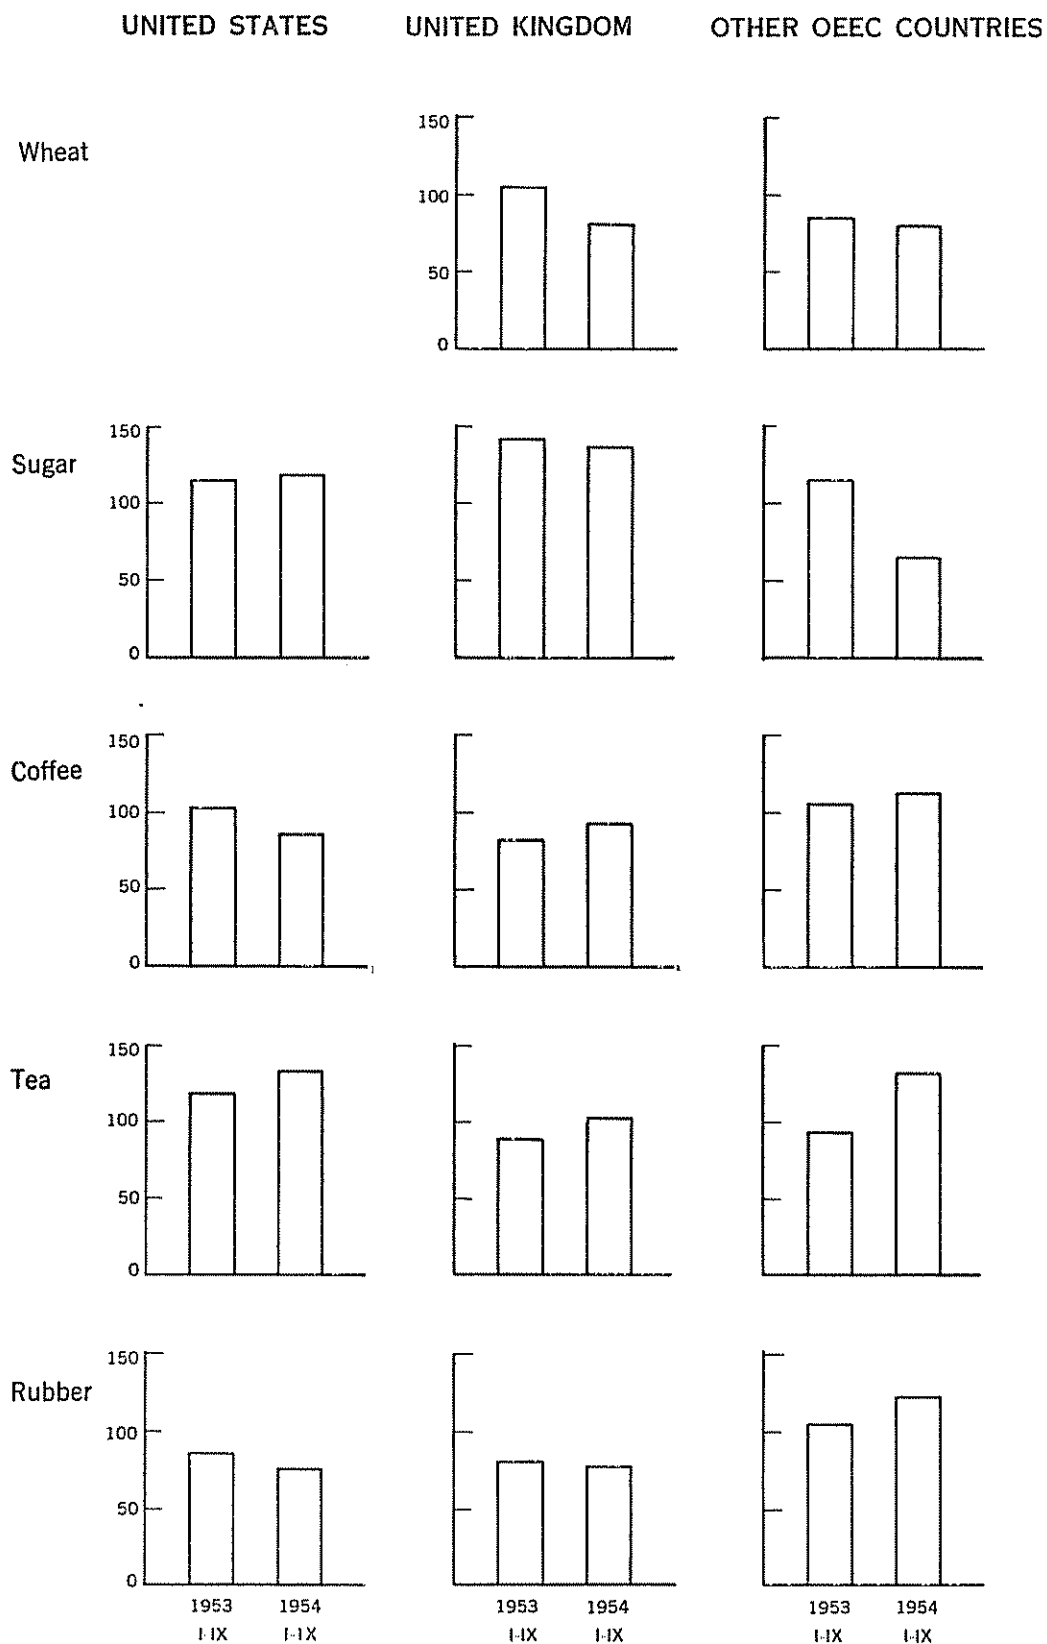 UNITED STATES UNITED KINGDOM OTHER OEEC COUNTRIES
Wheat
150
100
50
0
Sugar
150
100
50
0
Coffee
150
100
50
0
Tea
150
100
50
0
Rubber
150
100
50
0
1953 1954 1953 1954 1953 1954
I-IX I-IX I-IX I-IX I-IX I-IX